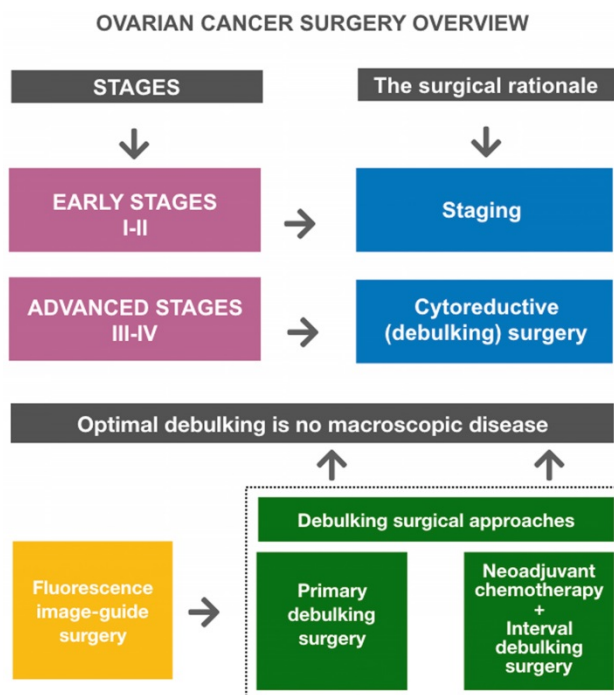 OVARIAN CANCER SURGERY OVERVIEW
STAGES
The surgical rationale
EARLY STAGES
I-II
Staging
ADVANCED STAGES
III-IV
Cytoreductive
(debulking) surgery
Optimal debulking is no macroscopic disease
Debulking surgical approaches
Fluorescence
image-guide
surgery
Primary
debulking
surgery
Neoadjuvant
chemotherapy
+
Interval
debulking
surgery